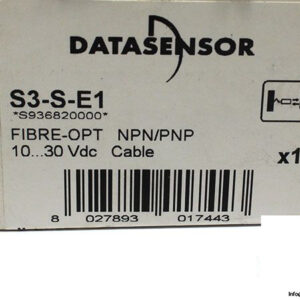 DATASENSOR
S3-S-E1
*S936820000*
FIBRE-OPT NPN/PNP
10...30 Vdc Cable
x1
8 027893 017443